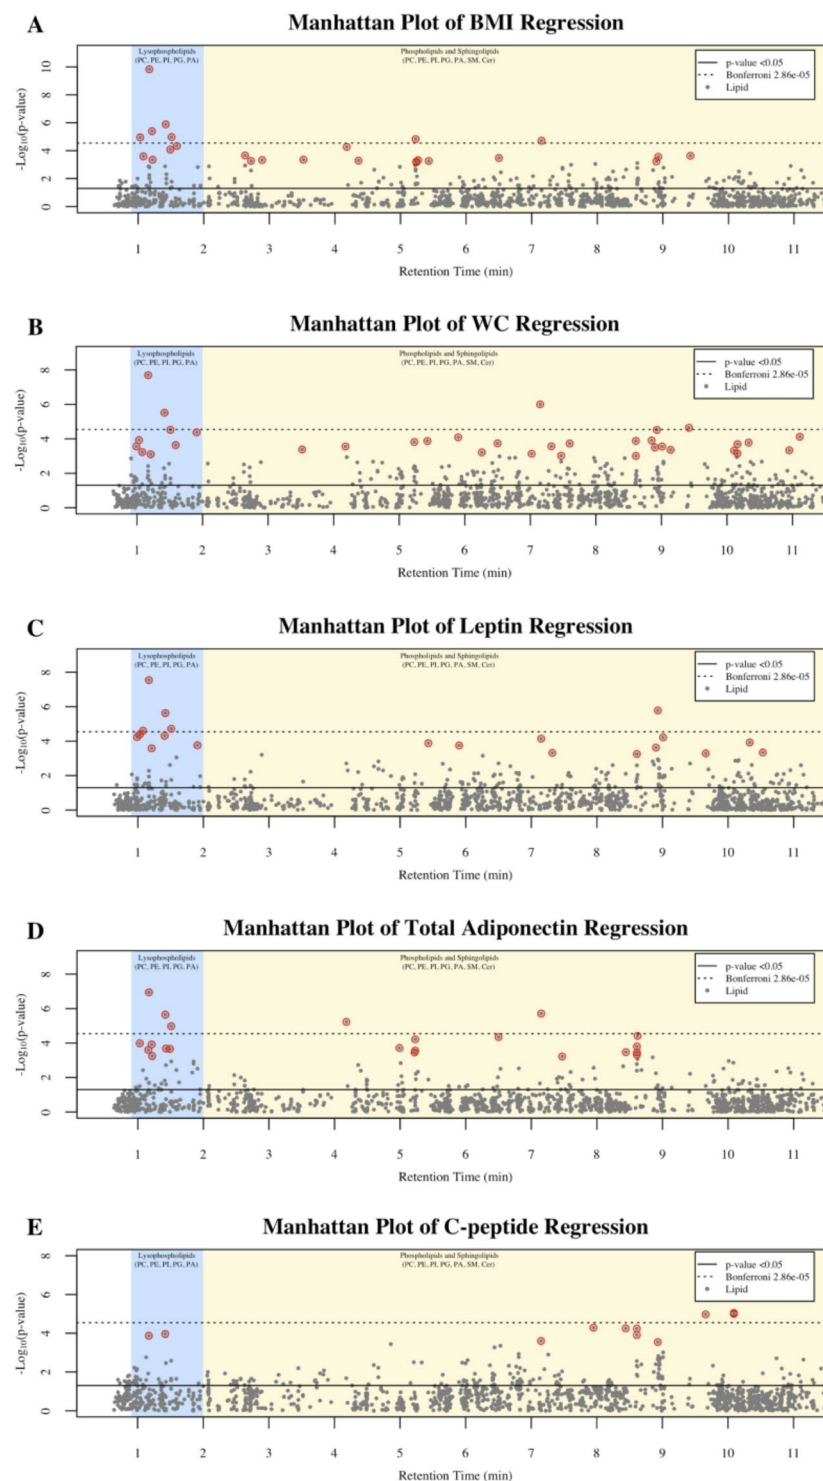 A
Manhattan Plot of BMI Regression
Lysophospholipids
(PC, PE, PI, PG, PA)
Phospholipids and Sphingolipids
(PC, PE, PI, PG, PA, SM, Cer)
p-value <0.05
Bonferroni 2.86e-05
Lipid
-Log10(p-value)
10
8
6
4
2
0
1 2 3 4 5 6 7 8 9 10 11
Retention Time (min)
B
Manhattan Plot of WC Regression
Lysophospholipids
(PC, PE, PI, PG, PA)
Phospholipids and Sphingolipids
(PC, PE, PI, PG, PA, SM, Cer)
p-value <0.05
Bonferroni 2.86e-05
Lipid
-Log10(p-value)
8
6
4
2
0
1 2 3 4 5 6 7 8 9 10 11
Retention Time (min)
C
Manhattan Plot of Leptin Regression
Lysophospholipids
(PC, PE, PI, PG, PA)
Phospholipids and Sphingolipids
(PC, PE, PI, PG, PA, SM, Cer)
p-value <0.05
Bonferroni 2.86e-05
Lipid
-Log10(p-value)
8
6
4
2
0
1 2 3 4 5 6 7 8 9 10 11
Retention Time (min)
D
Manhattan Plot of Total Adiponectin Regression
Lysophospholipids
(PC, PE, PI, PG, PA)
Phospholipids and Sphingolipids
(PC, PE, PI, PG, PA, SM, Cer)
p-value <0.05
Bonferroni 2.86e-05
Lipid
-Log10(p-value)
8
6
4
2
0
1 2 3 4 5 6 7 8 9 10 11
Retention Time (min)
E
Manhattan Plot of C-peptide Regression
Lysophospholipids
(PC, PE, PI, PG, PA)
Phospholipids and Sphingolipids
(PC, PE, PI, PG, PA, SM, Cer)
p-value <0.05
Bonferroni 2.86e-05
Lipid
-Log10(p-value)
8
6
4
2
0
1 2 3 4 5 6 7 8 9 10 11
Retention Time (min)